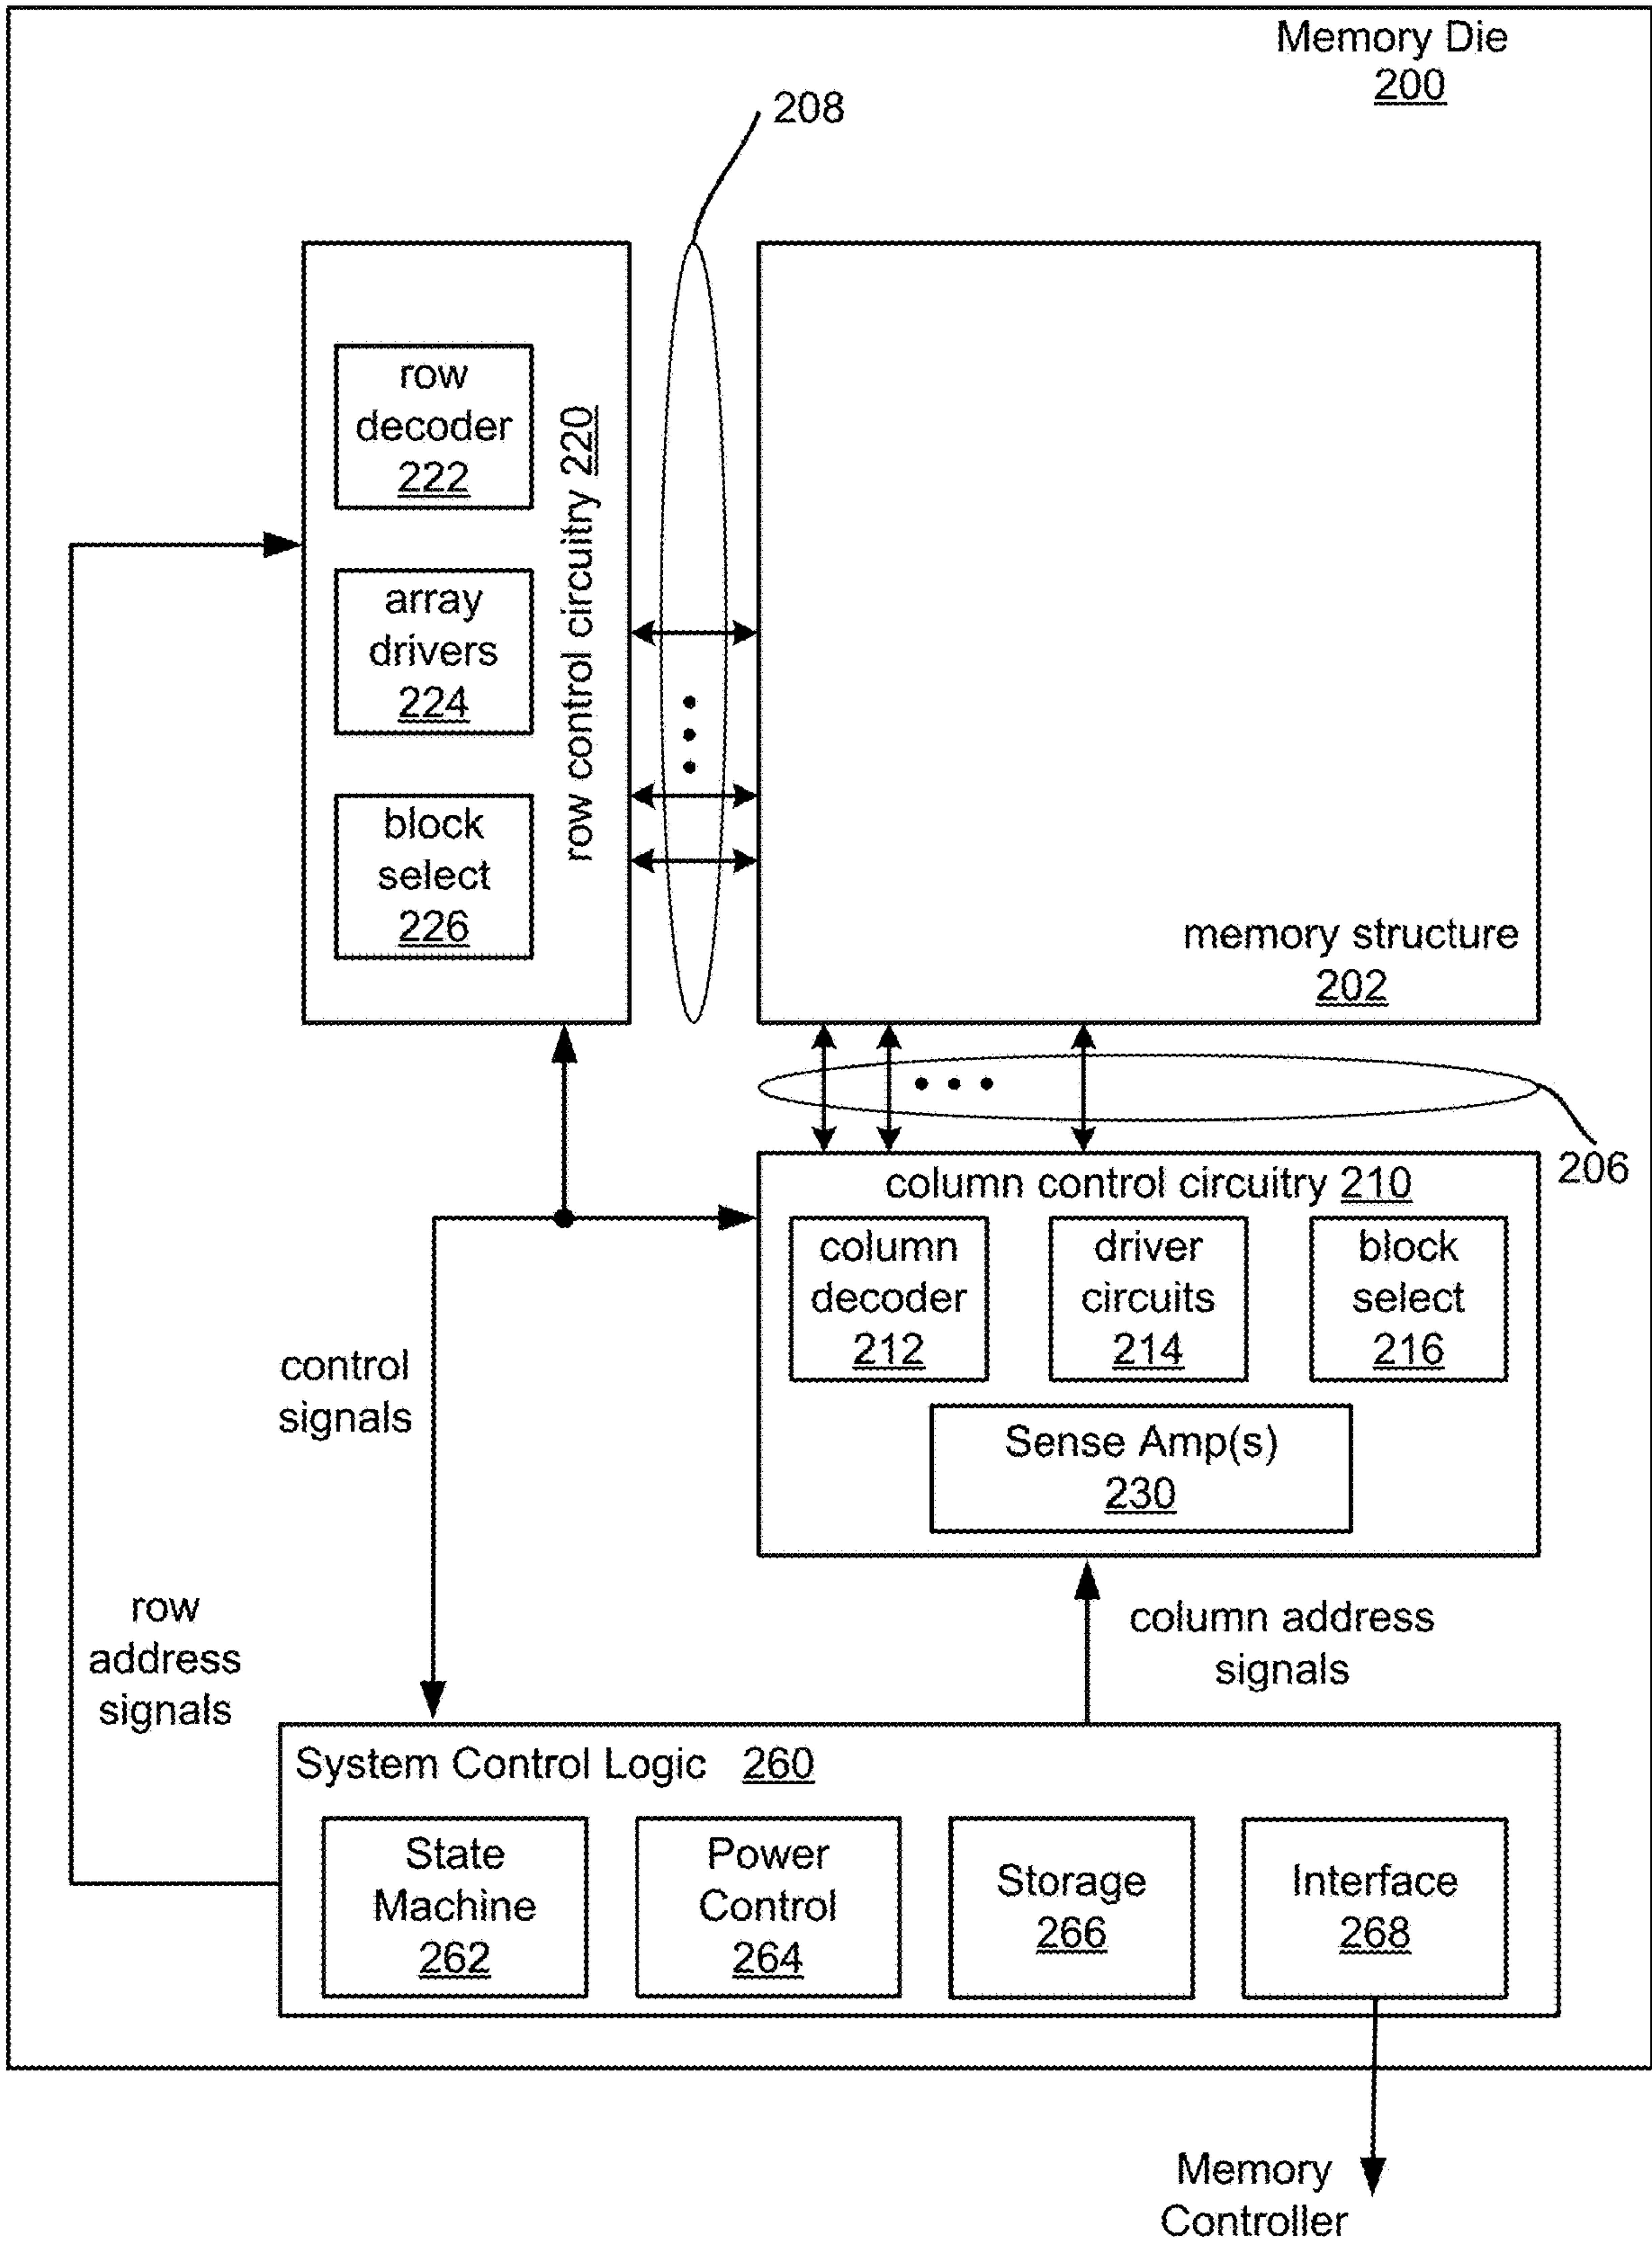 Memory Die
200
208
row
decoder
222
array
drivers
224
block
select
226
row control circuitry 220
memory structure
202
206
column control circuitry 210
column
decoder
212
driver
circuits
214
block
select
216
Sense Amp(s)
230
control
signals
row
address
signals
column address
signals
System Control Logic 260
State
Machine
262
Power
Control
264
Storage
266
Interface
268
Memory
Controller